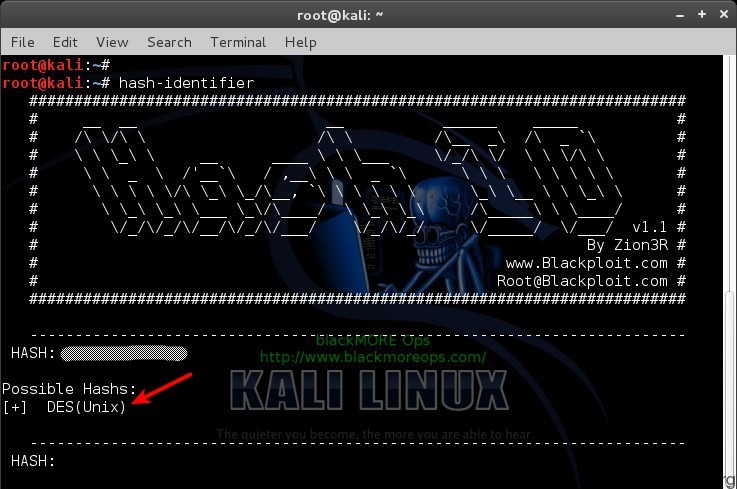 root@kali: ~
File Edit View Search Terminal Help
root@kali:~#
root@kali:~# hash-identifier
#########################################################################
# #
# #
# #
# #
# #
# #
# v1.1 #
# By Zion3R #
# www.Blackploit.com #
# Root@Blackploit.com #
#########################################################################
-------------------------------------------------------------------------
blackMORE Ops
HASH:
http://www.blackmoreops.com/
Possible Hashs:
KALI LINUX
[+] DES(Unix)
The quieter you become, the more you are able to hear
-------------------------------------------------------------------------
HASH:
rg